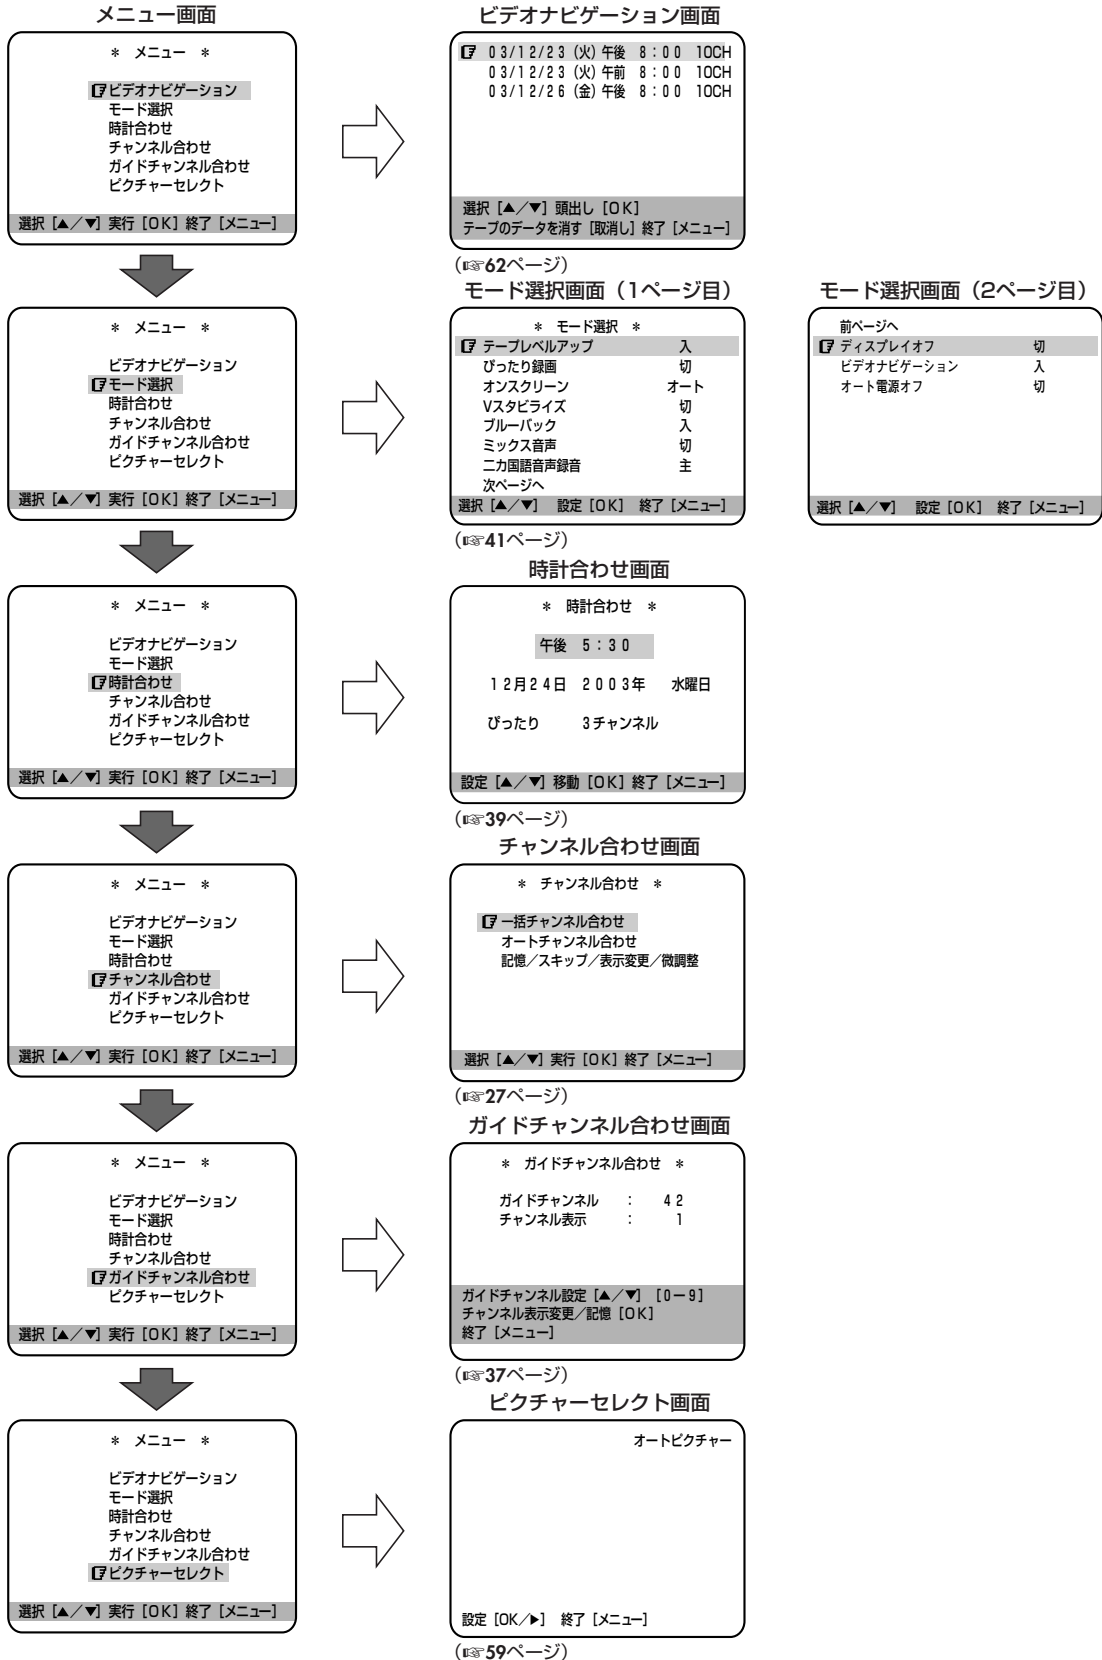 メニュー画面
＊ メニュー ＊
ビデオナビゲーション
モード選択
時計合わせ
チャンネル合わせ
ガイドチャンネル合わせ
ピクチャーセレクト
選択［▲／▼］実行［OK］終了［メニュー］
ビデオナビゲーション画面
03/12/23（火）午後 8：00 10CH
03/12/23（火）午前 8：00 10CH
03/12/26（金）午後 8：00 10CH
選択［▲／▼］頭出し［OK］
テープのデータを消す［取消し］終了［メニュー］
（☞62ページ）
＊ メニュー ＊
ビデオナビゲーション
モード選択
時計合わせ
チャンネル合わせ
ガイドチャンネル合わせ
ピクチャーセレクト
選択［▲／▼］実行［OK］終了［メニュー］
モード選択画面（1ページ目）
＊ モード選択 ＊
テープレベルアップ 入
ぴったり録画 切
オンスクリーン オート
Vスタビライズ 切
ブルーバック 入
ミックス音声 切
二カ国語音声録音 主
次ページへ
選択［▲／▼］ 設定［OK］ 終了［メニュー］
（☞41ページ）
モード選択画面（2ページ目）
前ページへ
ディスプレイオフ 切
ビデオナビゲーション 入
オート電源オフ 切
選択［▲／▼］ 設定［OK］ 終了［メニュー］
＊ メニュー ＊
ビデオナビゲーション
モード選択
時計合わせ
チャンネル合わせ
ガイドチャンネル合わせ
ピクチャーセレクト
選択［▲／▼］実行［OK］終了［メニュー］
時計合わせ画面
＊ 時計合わせ ＊
午後 5：30
12月24日 2003年 水曜日
ぴったり 3チャンネル
設定［▲／▼］移動［OK］終了［メニュー］
（☞39ページ）
＊ メニュー ＊
ビデオナビゲーション
モード選択
時計合わせ
チャンネル合わせ
ガイドチャンネル合わせ
ピクチャーセレクト
選択［▲／▼］実行［OK］終了［メニュー］
チャンネル合わせ画面
＊ チャンネル合わせ ＊
一括チャンネル合わせ
オートチャンネル合わせ
記憶／スキップ／表示変更／微調整
選択［▲／▼］実行［OK］終了［メニュー］
（☞27ページ）
＊ メニュー ＊
ビデオナビゲーション
モード選択
時計合わせ
チャンネル合わせ
ガイドチャンネル合わせ
ピクチャーセレクト
選択［▲／▼］実行［OK］終了［メニュー］
ガイドチャンネル合わせ画面
＊ ガイドチャンネル合わせ ＊
ガイドチャンネル ： 42
チャンネル表示 ： 1
ガイドチャンネル設定［▲／▼］［0－9］
チャンネル表示変更／記憶［OK］
終了［メニュー］
（☞37ページ）
＊ メニュー ＊
ビデオナビゲーション
モード選択
時計合わせ
チャンネル合わせ
ガイドチャンネル合わせ
ピクチャーセレクト
選択［▲／▼］実行［OK］終了［メニュー］
ピクチャーセレクト画面
オートピクチャー
設定［OK／▶］ 終了［メニュー］
（☞59ページ）